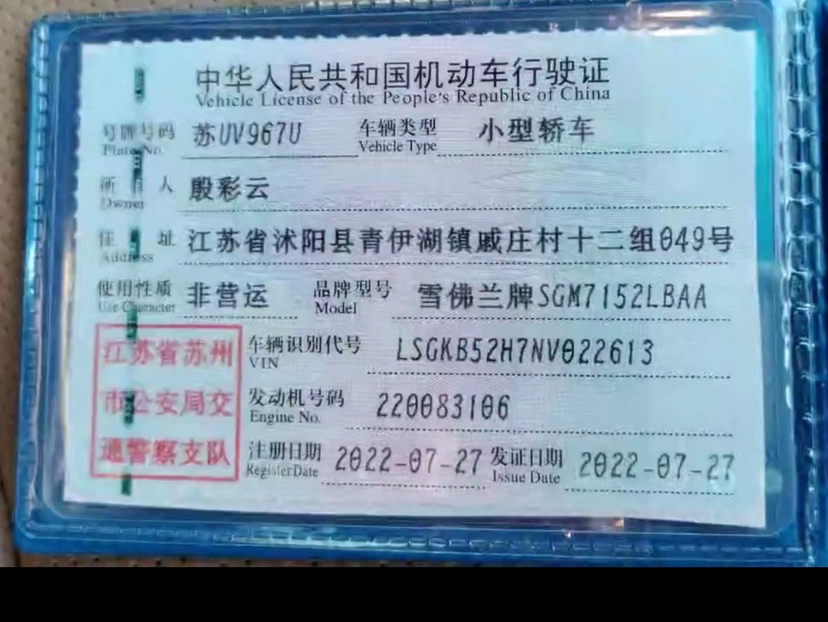 中华人民共和国机动车行驶证
Vehicle License of the People's Republic of China
号牌号码 苏UV967U 车辆类型 小型轿车
Plate No. Vehicle Type
所有人 殷彩云
Owner
住址 江苏省沭阳县青伊湖镇戚庄村十二组049号
Address
使用性质 非营运 品牌型号 雪佛兰牌SGM7152LBAA
Use Character Model
江苏省苏州 车辆识别代号 LSGKB52H7NV022613
VIN
市公安局交 发动机号码 220083106
Engine No.
通警察支队 注册日期 2022-07-27 发证日期 2022-07-27
Register Date Issue Date